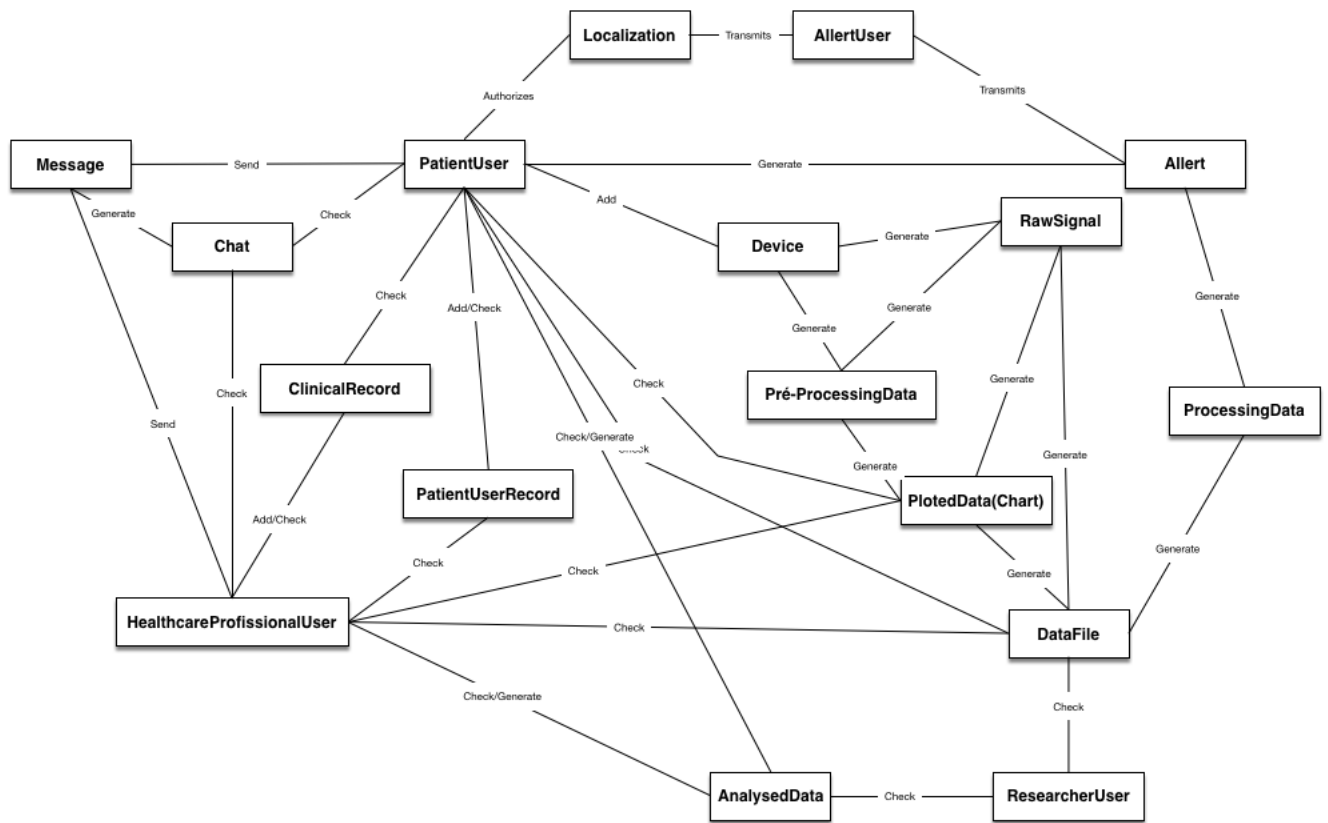 Localization
Transmits
AllertUser
Authorizes
Transmits
Message
Send
PatientUser
Generate
Allert
Generate
Check
Add
Chat
Device
Generate
RawSignal
Check
Add/Check
Generate
Generate
Generate
ClinicalRecord
Check
Check
Pré-ProcessingData
Generate
ProcessingData
Send
Check/Generate
Check
Generate
Generate
PatientUserRecord
PlotedData(Chart)
Add/Check
Check
Check
Generate
Generate
HealthcareProfissionalUser
Check
DataFile
Check/Generate
Check
AnalysedData
Check
ResearcherUser